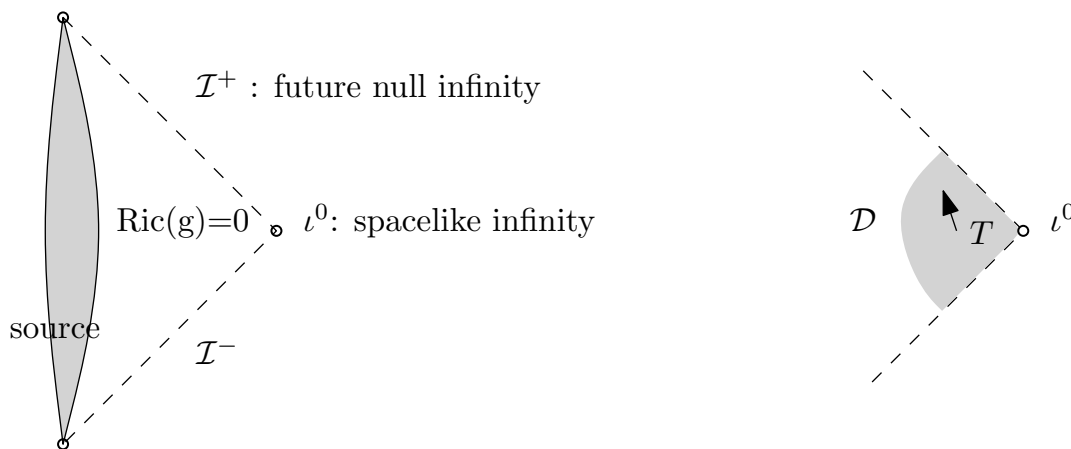 𝓘⁺ : future null infinity
Ric(g)=0 ι⁰: spacelike infinity
source
𝓘⁻
𝒟 T ι⁰